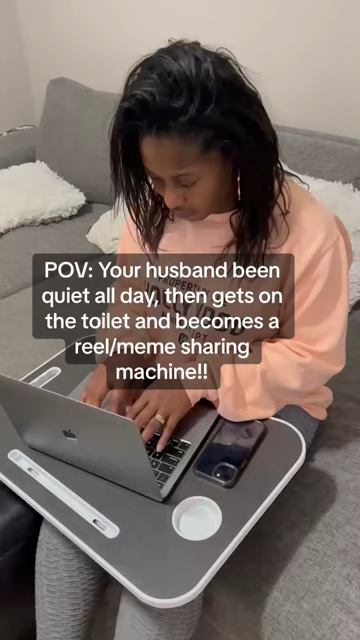 POV: Your husband been
quiet all day, then gets on
the toilet and becomes a
reel/meme sharing
machine!!